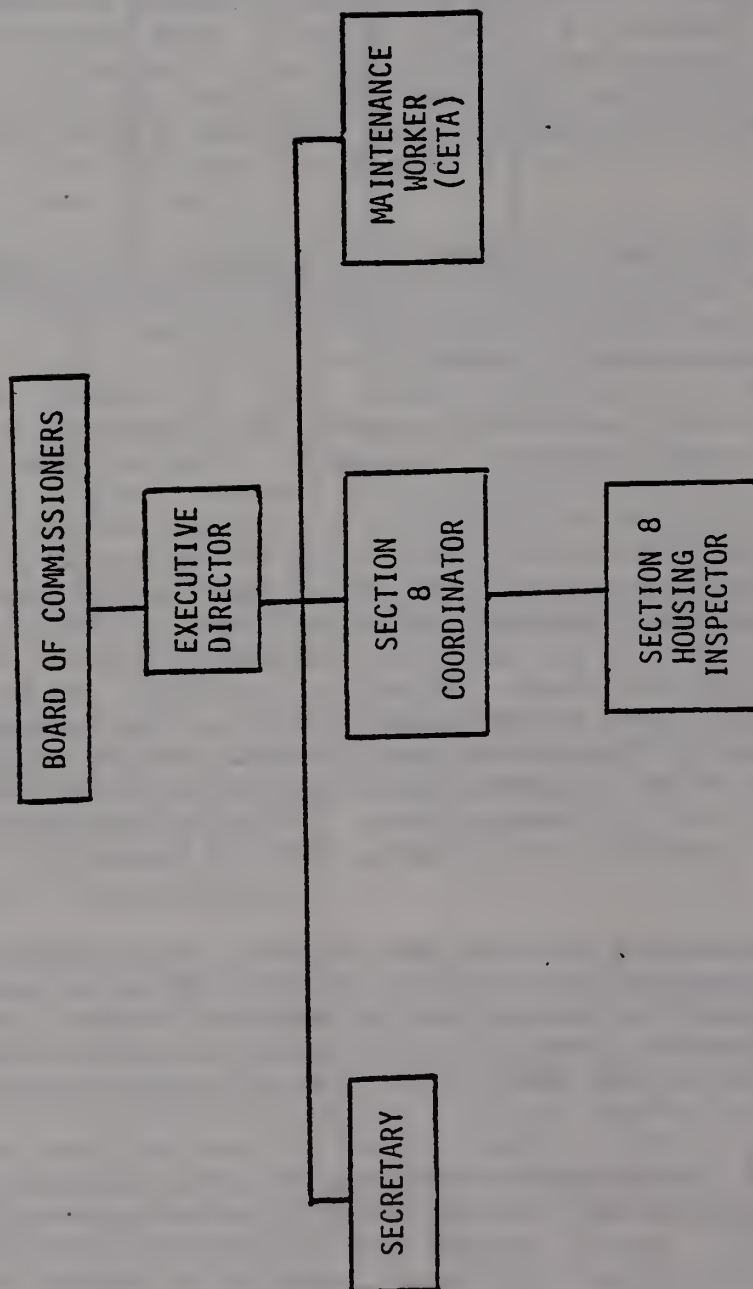 BOARD OF COMMISSIONERS
EXECUTIVE
DIRECTOR
SECRETARY
SECTION
8
COORDINATOR
MAINTENANCE
WORKER
(CETA)
SECTION 8
HOUSING
INSPECTOR